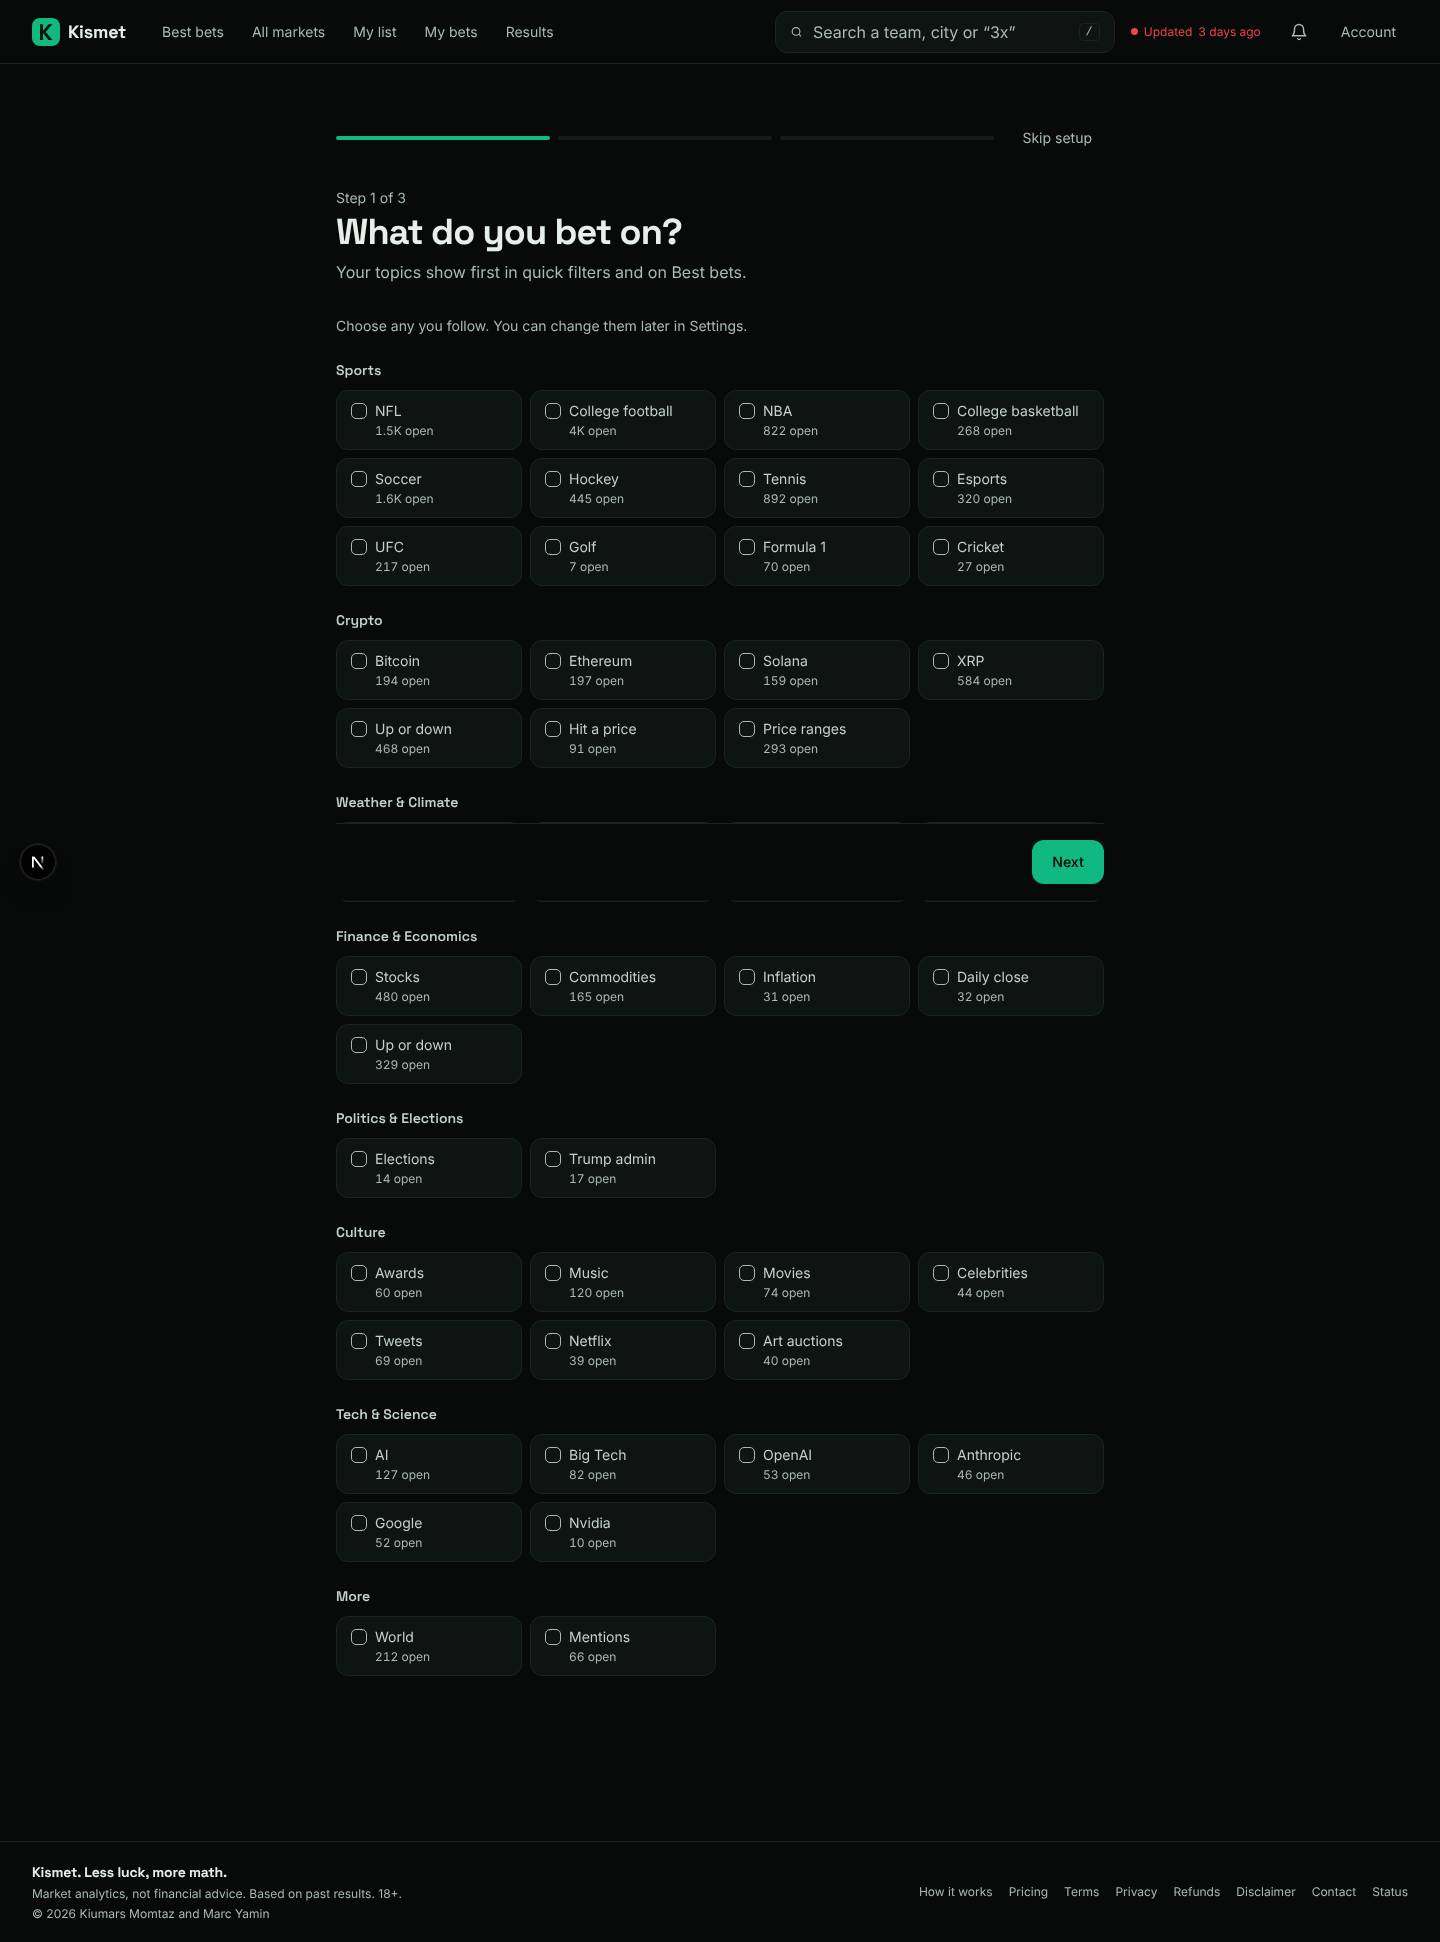 K Kismet Best bets All markets My list My bets Results Search a team, city or “3x” / Updated 3 days ago Account
Skip setup
Step 1 of 3
What do you bet on?
Your topics show first in quick filters and on Best bets.
Choose any you follow. You can change them later in Settings.
Sports
NFL College football NBA College basketball
1.5K open 4K open 822 open 268 open
Soccer Hockey Tennis Esports
1.6K open 445 open 892 open 320 open
UFC Golf Formula 1 Cricket
217 open 7 open 70 open 27 open
Crypto
Bitcoin Ethereum Solana XRP
194 open 197 open 159 open 584 open
Up or down Hit a price Price ranges
468 open 91 open 293 open
Weather & Climate
N Next
Finance & Economics
Stocks Commodities Inflation Daily close
480 open 165 open 31 open 32 open
Up or down
329 open
Politics & Elections
Elections Trump admin
14 open 17 open
Culture
Awards Music Movies Celebrities
60 open 120 open 74 open 44 open
Tweets Netflix Art auctions
69 open 39 open 40 open
Tech & Science
AI Big Tech OpenAI Anthropic
127 open 82 open 53 open 46 open
Google Nvidia
52 open 10 open
More
World Mentions
212 open 66 open
Kismet. Less luck, more math.
Market analytics, not financial advice. Based on past results. 18+.
How it works Pricing Terms Privacy Refunds Disclaimer Contact Status
© 2026 Kiumars Momtaz and Marc Yamin